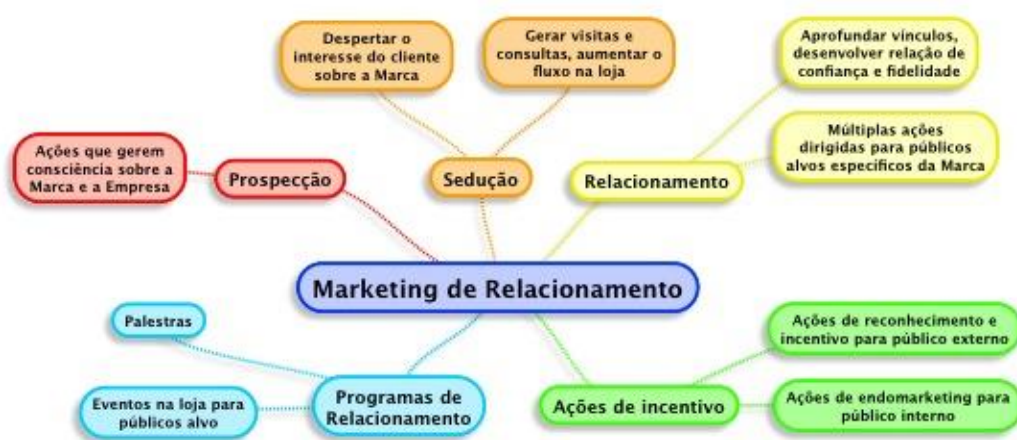 Despertar o
interesse do cliente
sobre a Marca
Gerar visitas e
consultas, aumentar o
fluxo na loja
Aprofundar vínculos,
desenvolver relação de
confiança e fidelidade
Múltiplas ações
dirigidas para públicos
alvos específicos da Marca
Ações que gerem
consciência sobre a
Marca e a Empresa
Prospecção
Sedução
Relacionamento
Marketing de Relacionamento
Palestras
Eventos na loja para
públicos alvo
Programas de
Relacionamento
Ações de incentivo
Ações de reconhecimento e
incentivo para público externo
Ações de endomarketing para
público interno